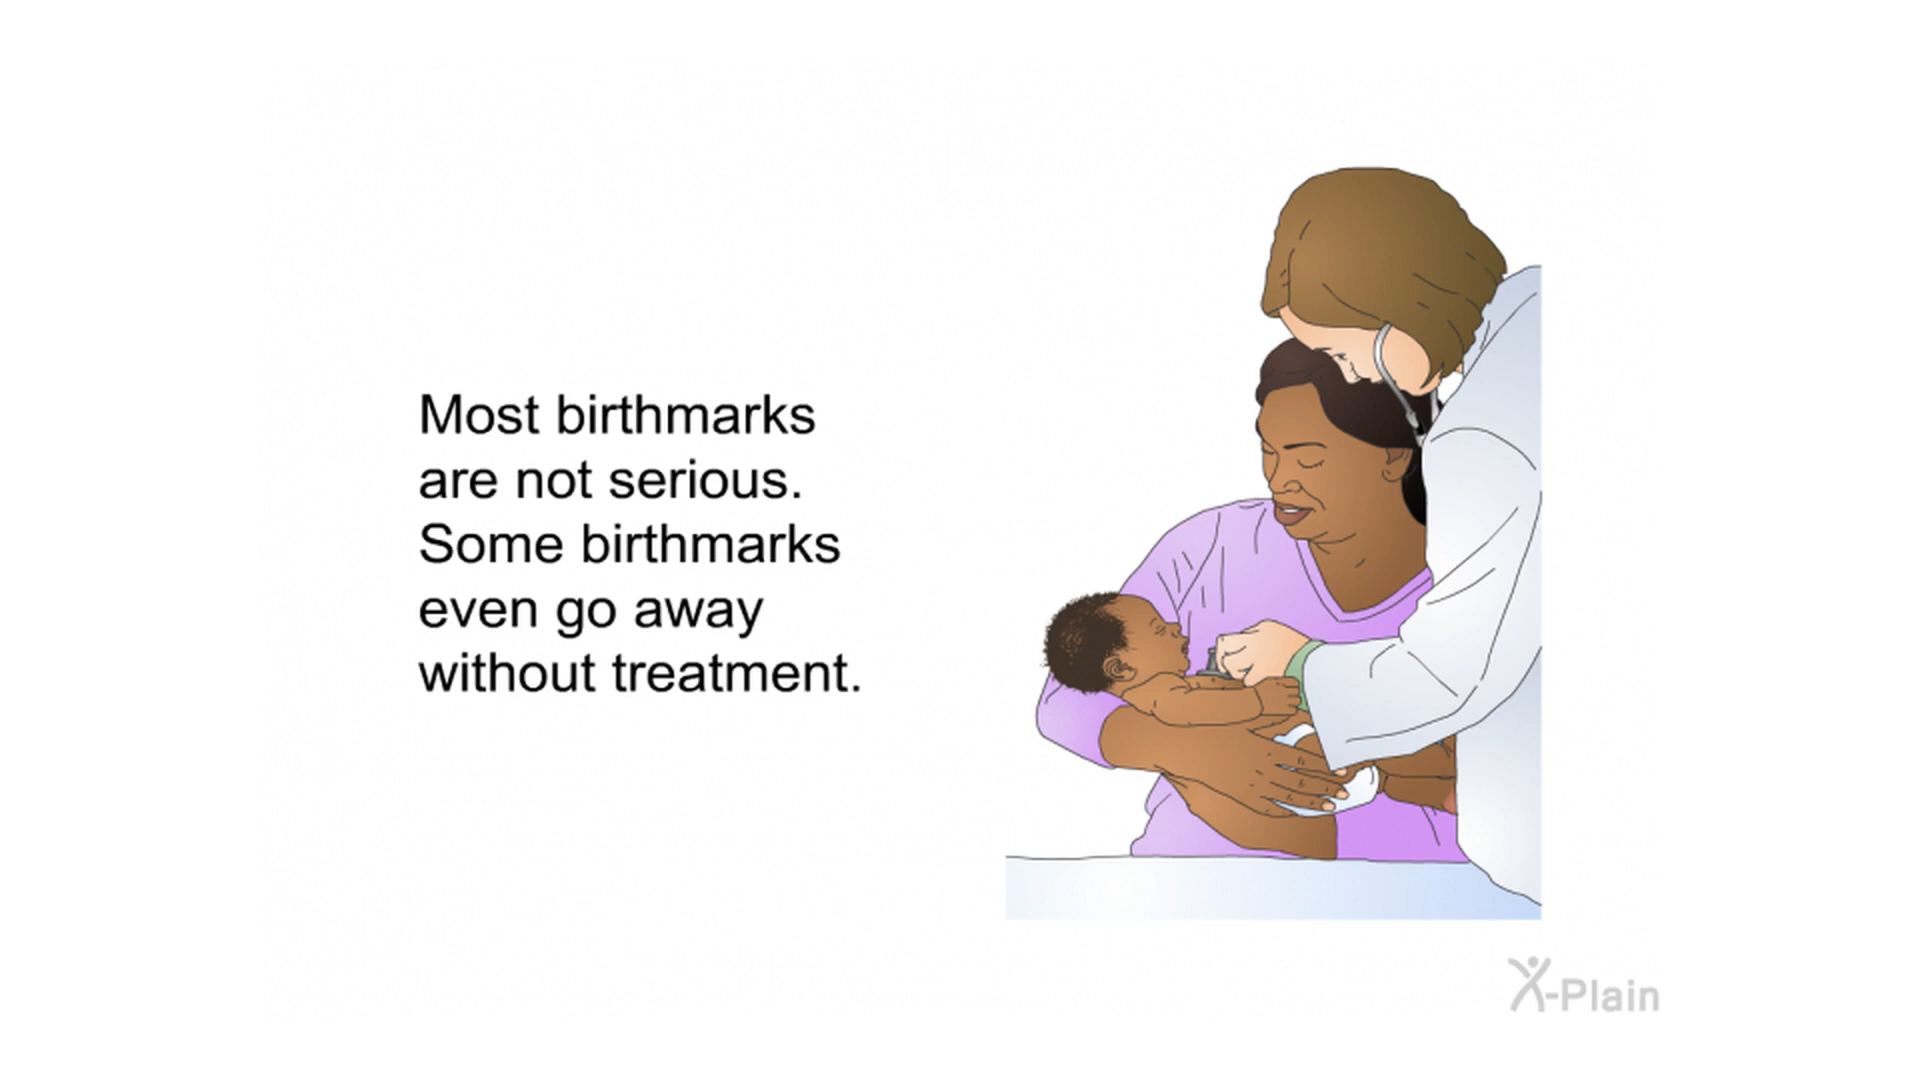 Most birthmarks
are not serious.
Some birthmarks
even go away
without treatment.
X-Plain